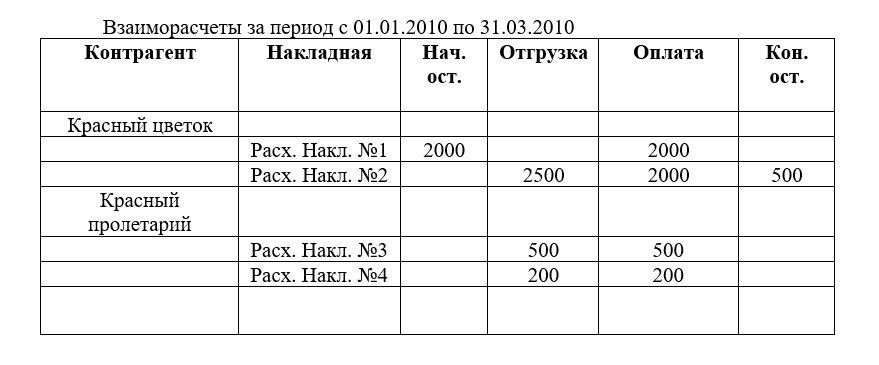 Взаиморасчеты за период с 01.01.2010 по 31.03.2010
Контрагент Накладная Нач. ост. Отгрузка Оплата Кон. ост.
Красный цветок
Расх. Накл. №1 2000 2000
Расх. Накл. №2 2500 2000 500
Красный
пролетарий
Расх. Накл. №3 500 500
Расх. Накл. №4 200 200